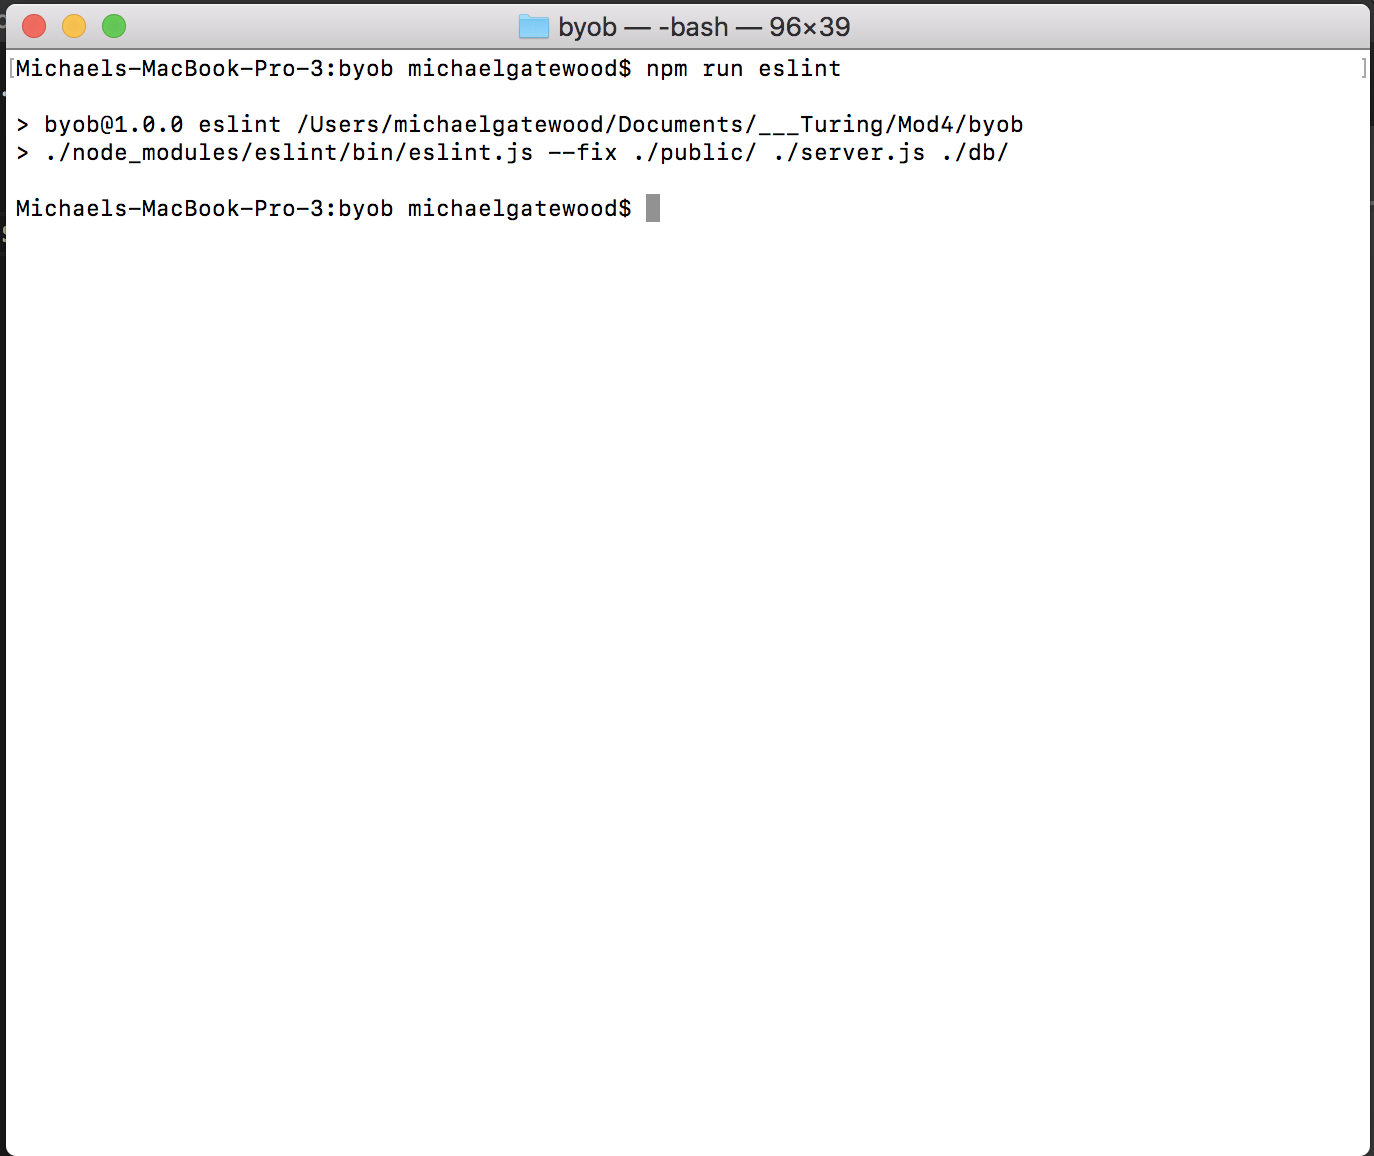 byob — -bash — 96×39
[Michaels-MacBook-Pro-3:byob michaelgatewood$ npm run eslint ]
> byob@1.0.0 eslint /Users/michaelgatewood/Documents/___Turing/Mod4/byob
> ./node_modules/eslint/bin/eslint.js --fix ./public/ ./server.js ./db/
Michaels-MacBook-Pro-3:byob michaelgatewood$